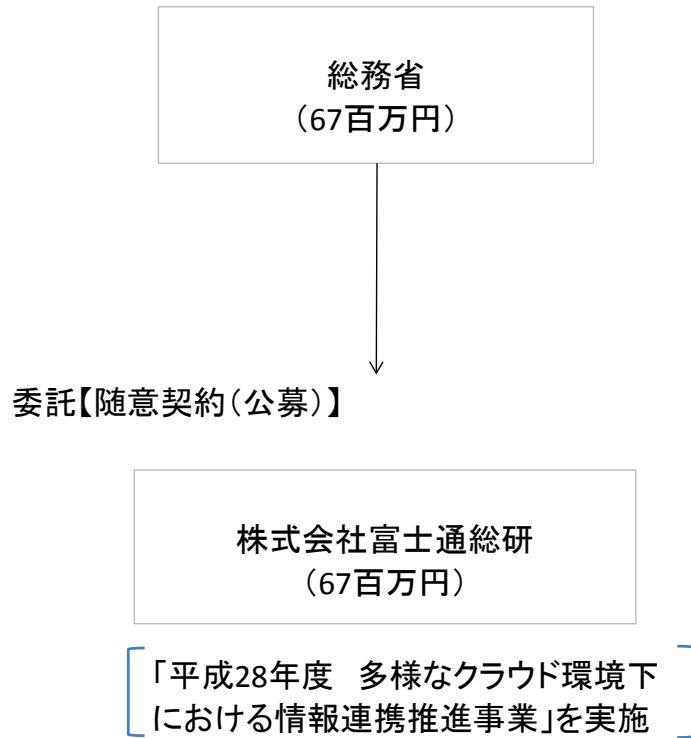 総務省
（67百万円）
委託【随意契約（公募）】
株式会社富士通総研
（67百万円）
「平成28年度　多様なクラウド環境下
における情報連携推進事業」を実施